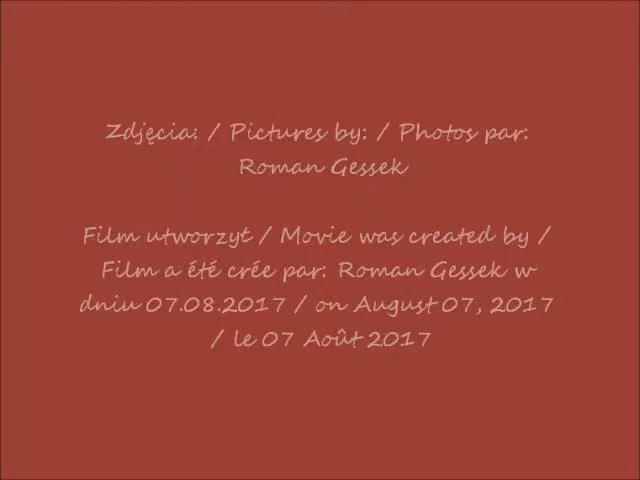 Zdjęcia: / Pictures by: / Photos par:
Roman Gessek
Film utworzył / Movie was created by /
Film a été crée par: Roman Gessek w
dniu 07.08.2017 / on August 07, 2017
/ le 07 Août 2017